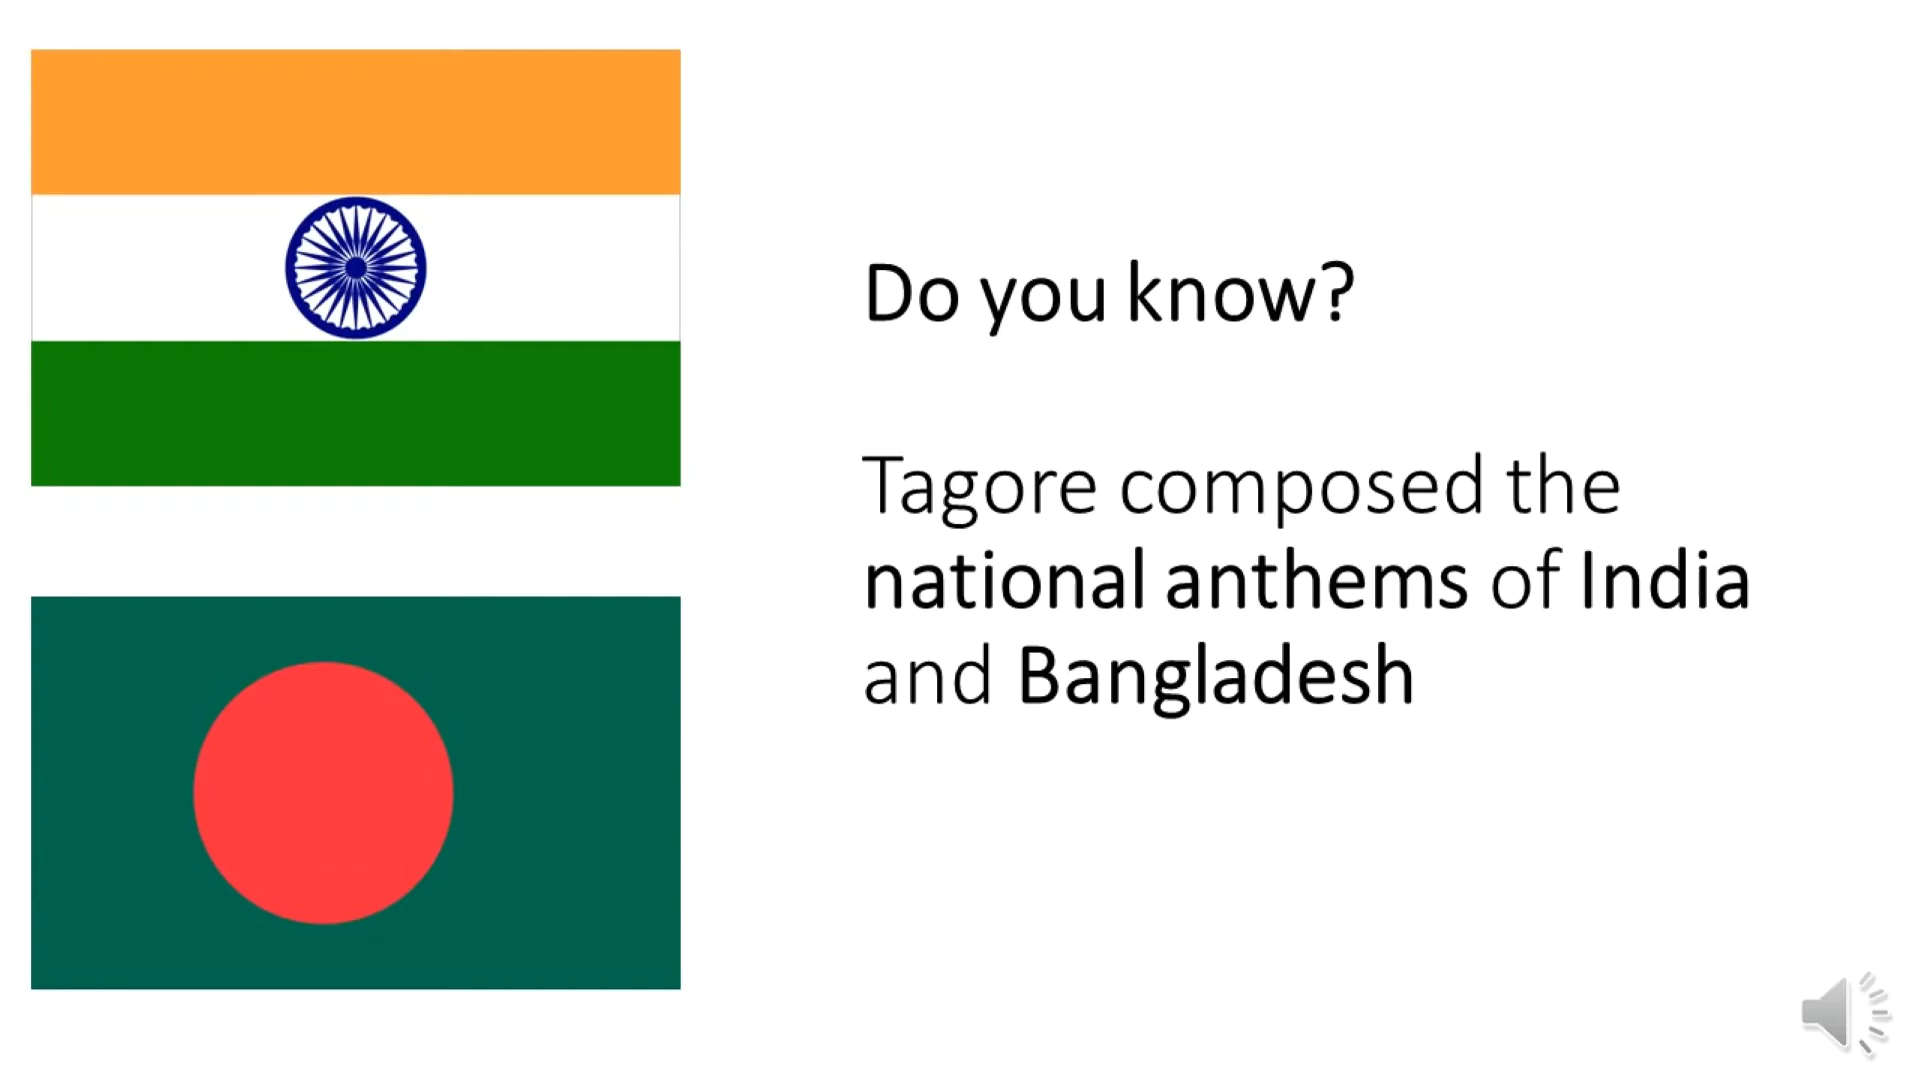 Do you know?
Tagore composed the
national anthems of India
and Bangladesh